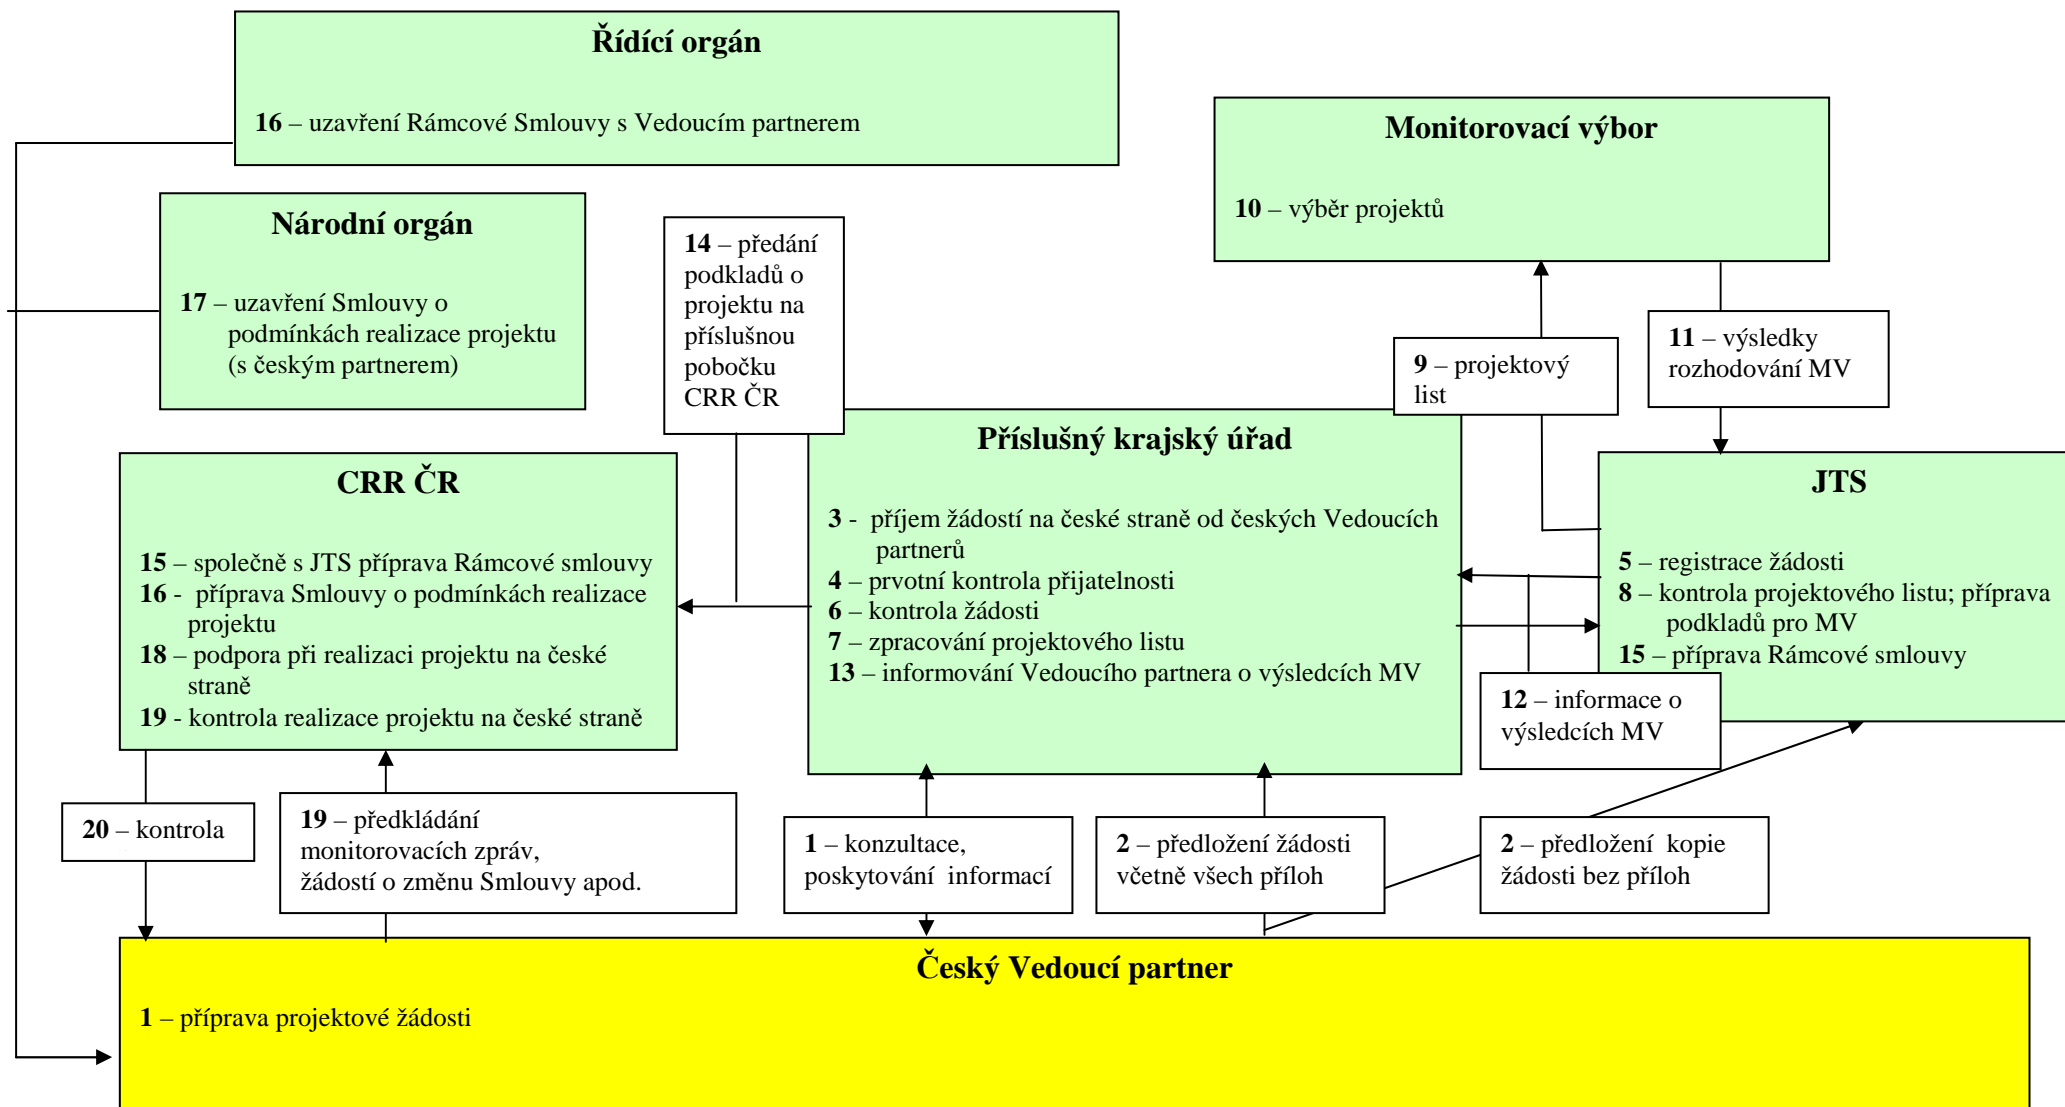 Řídící orgán
16 – uzavření Rámcové Smlouvy s Vedoucím partnerem
Monitorovací výbor
10 – výběr projektů
Národní orgán
17 – uzavření Smlouvy o
podmínkách realizace projektu
(s českým partnerem)
14 – předání
podkladů o
projektu na
příslušnou
pobočku
CRR ČR
9 – projektový
list
11 – výsledky
rozhodování MV
CRR ČR
15 – společně s JTS příprava Rámcové smlouvy
16 - příprava Smlouvy o podmínkách realizace
projektu
18 – podpora při realizaci projektu na české
straně
19 - kontrola realizace projektu na české straně
Příslušný krajský úřad
3 - příjem žádostí na české straně od českých Vedoucích
partnerů
4 – prvotní kontrola přijatelnosti
6 – kontrola žádosti
7 – zpracování projektového listu
13 – informování Vedoucího partnera o výsledcích MV
JTS
5 – registrace žádosti
8 – kontrola projektového listu; příprava
podkladů pro MV
15 – příprava Rámcové smlouvy
12 – informace o
výsledcích MV
20 – kontrola
19 – předkládání
monitorovacích zpráv,
žádostí o změnu Smlouvy apod.
1 – konzultace,
poskytování informací
2 – předložení žádosti
včetně všech příloh
2 – předložení kopie
žádosti bez příloh
Český Vedoucí partner
1 – příprava projektové žádosti